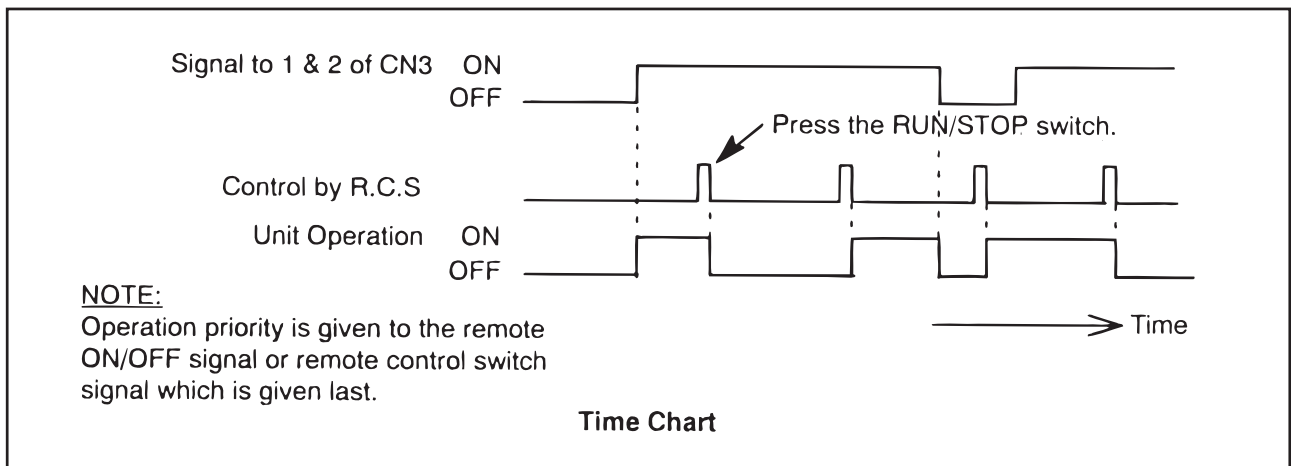 Signal to 1 & 2 of CN3 ON
OFF
Press the RUN/STOP switch.
Control by R.C.S
Unit Operation ON
OFF
NOTE:
Operation priority is given to the remote
ON/OFF signal or remote control switch
signal which is given last.
Time
Time Chart